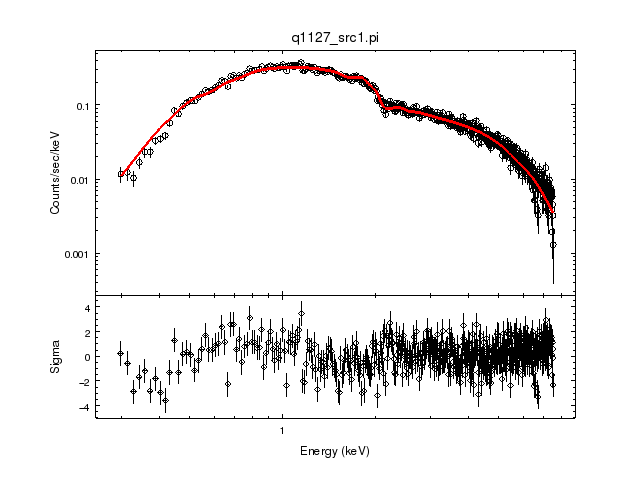 q1127_src1.pi
Counts/sec/keV
0.1
0.01
0.001
Sigma
4
2
0
−2
−4
1
Energy (keV)